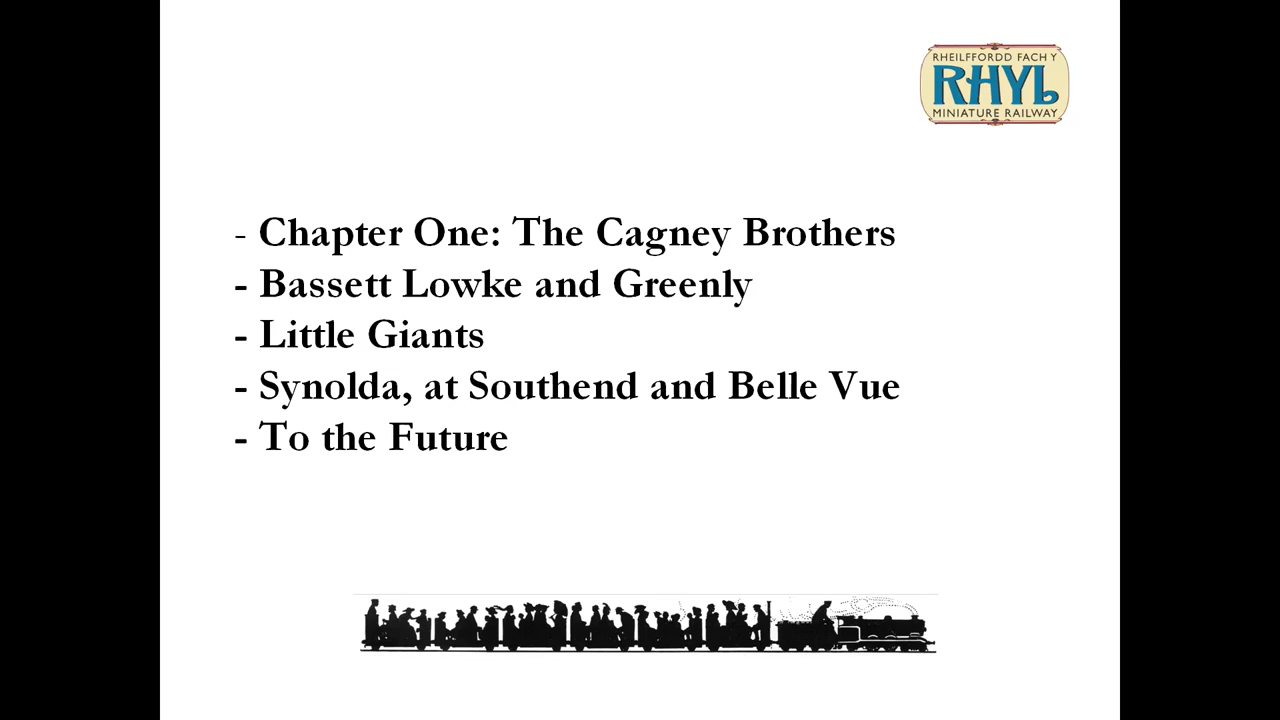 RHEILFFORDD FACH Y
RHYL
MINIATURE RAILWAY
- Chapter One: The Cagney Brothers
- Bassett Lowke and Greenly
- Little Giants
- Synolda, at Southend and Belle Vue
- To the Future